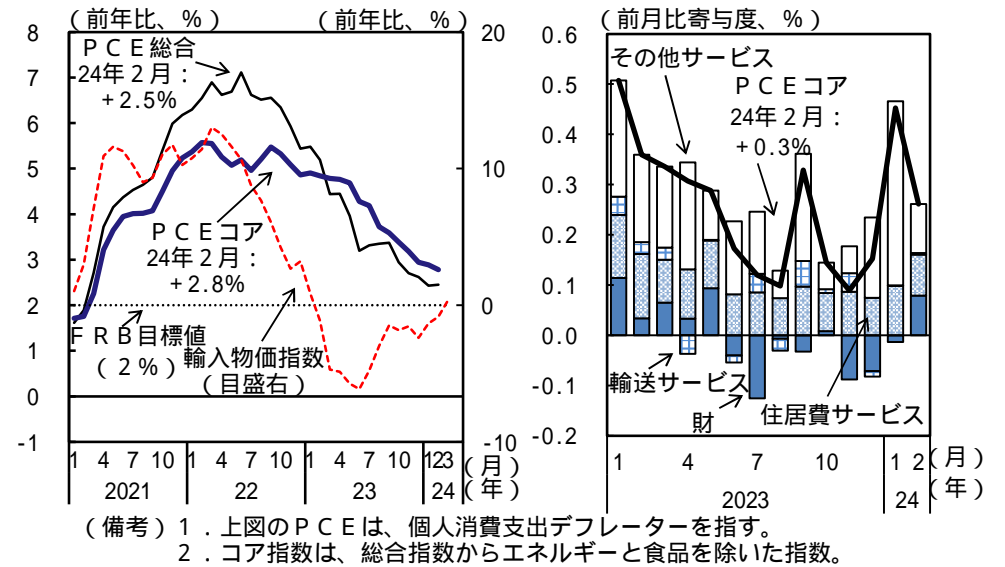 (前年比、%)
(前年比、%)
8
7
6
5
4
3
2
1
0
-1
20
10
0
-10
PCE総合
24年2月:
+2.5%
PCEコア
24年2月:
+2.8%
FRB目標値
(2%)
輸入物価指数
(目盛右)
1 4 7 10 1 4 7 10 1 4 7 10 123
(月)
2021 22 23 24
(年)
(前月比寄与度、%)
0.6
0.5
0.4
0.3
0.2
0.1
0.0
-0.1
-0.2
その他サービス
PCEコア
24年2月:
+0.3%
輸送サービス
財
住居費サービス
1 4 7 10 1 2
(月)
2023 24
(年)
(備考)1.上図のPCEは、個人消費支出デフレーターを指す。
2.コア指数は、総合指数からエネルギーと食品を除いた指数。